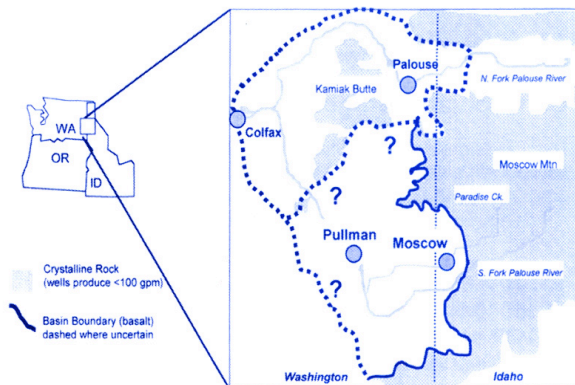 WA
OR
ID
Crystalline Rock
(wells produce <100 gpm)
Basin Boundary (basalt)
dashed where uncertain
Palouse
N. Fork Palouse River
Kamiak Butte
Colfax
?
Moscow Mtn
?
Paradise Ck.
Pullman
Moscow
S. Fork Palouse River
?
Washington
Idaho